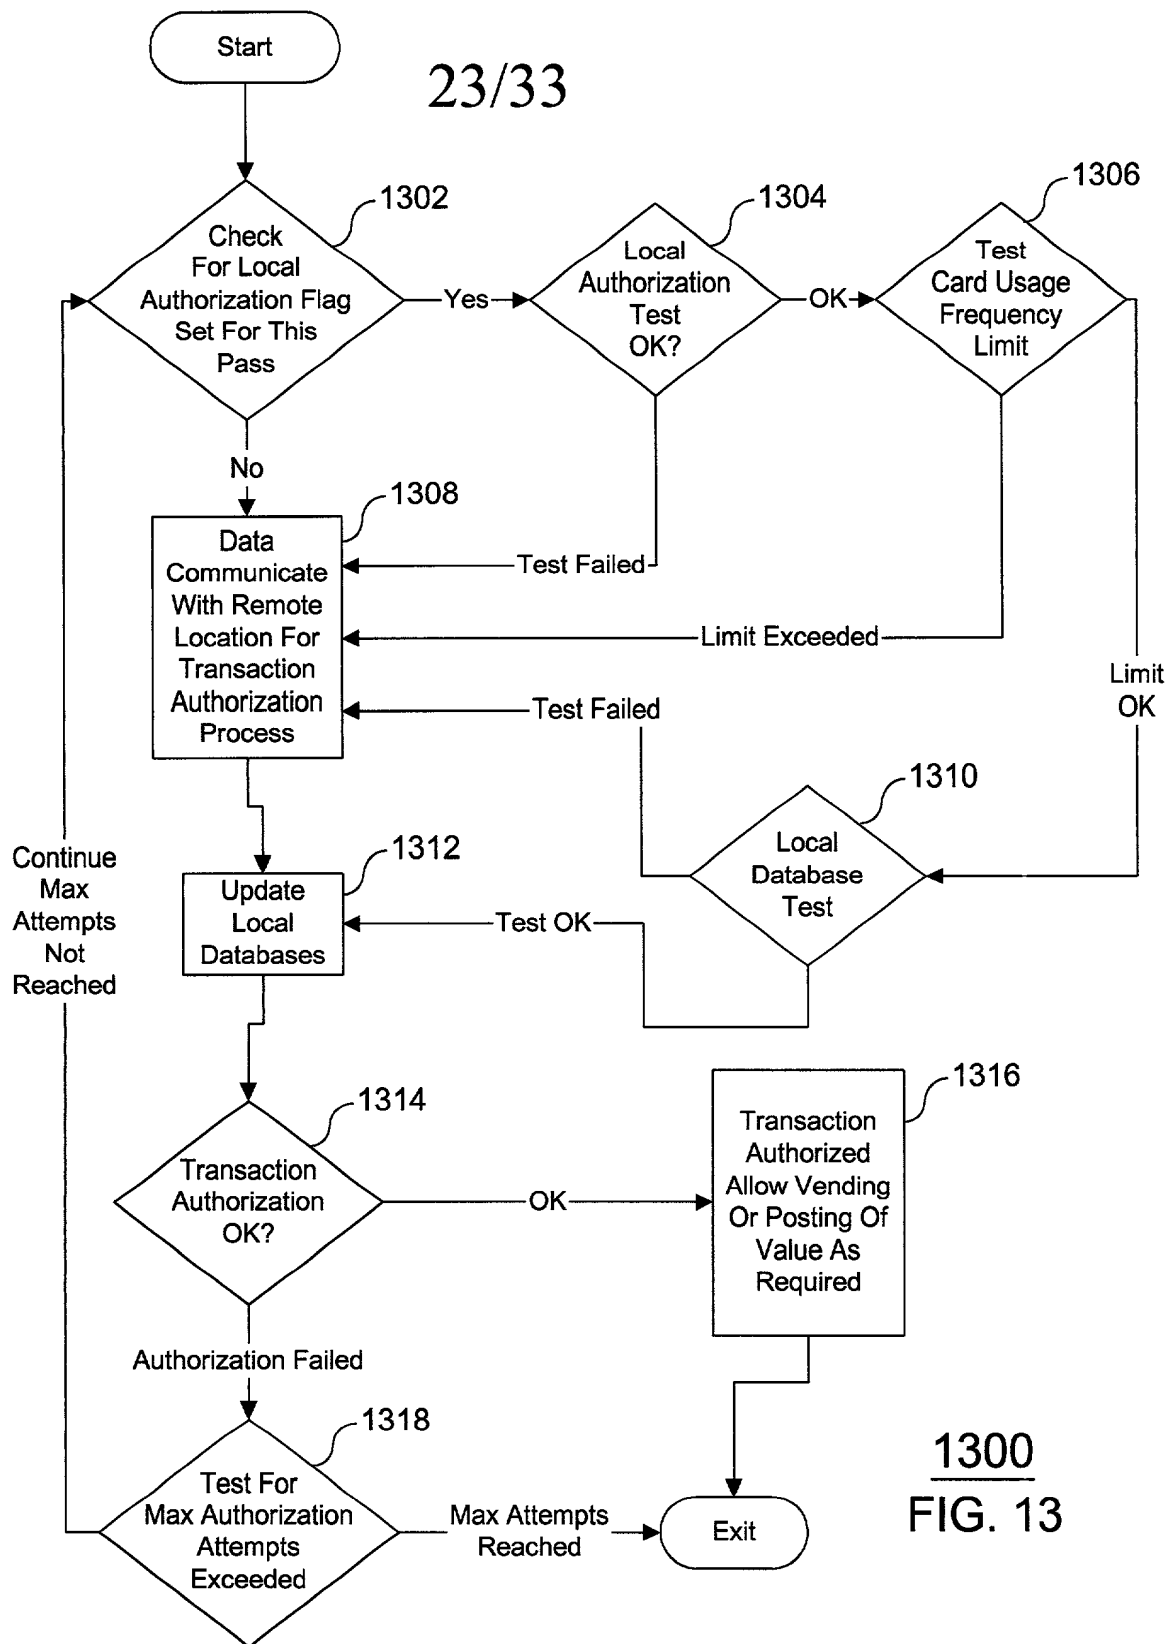 Start
23/33
1302
Check
For Local
Authorization Flag
Set For This
Pass
Yes
1304
Local
Authorization
Test
OK?
OK
1306
Test
Card Usage
Frequency
Limit
No
1308
Data
Communicate
With Remote
Location For
Transaction
Authorization
Process
Test Failed
Limit Exceeded
Test Failed
Limit
OK
1310
Local
Database
Test
Continue
Max
Attempts
Not
Reached
1312
Update
Local
Databases
Test OK
1314
Transaction
Authorization
OK?
OK
1316
Transaction
Authorized
Allow Vending
Or Posting Of
Value As
Required
Authorization Failed
1318
Test For
Max Authorization
Attempts
Exceeded
Max Attempts
Reached
Exit
1300
FIG. 13